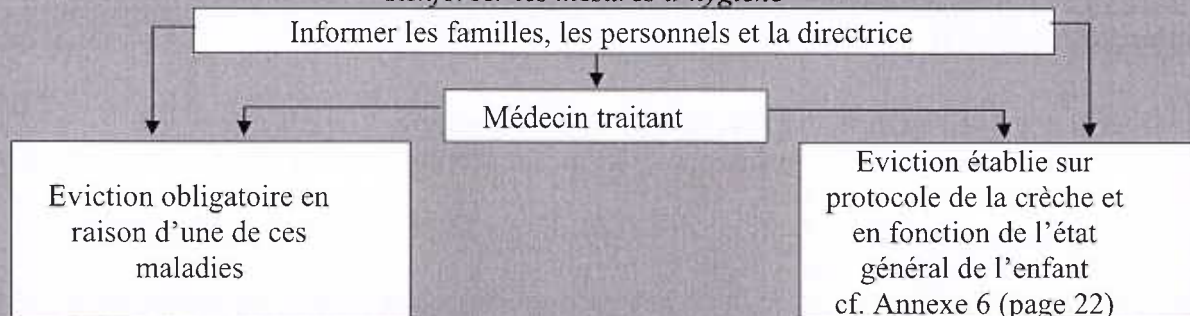 Informer les familles, les personnels et la directrice
Médecin traitant
Eviction obligatoire en
raison d'une de ces
maladies
Eviction établie sur
protocole de la crèche et
en fonction de l'état
général de l'enfant
cf. Annexe 6 (page 22)